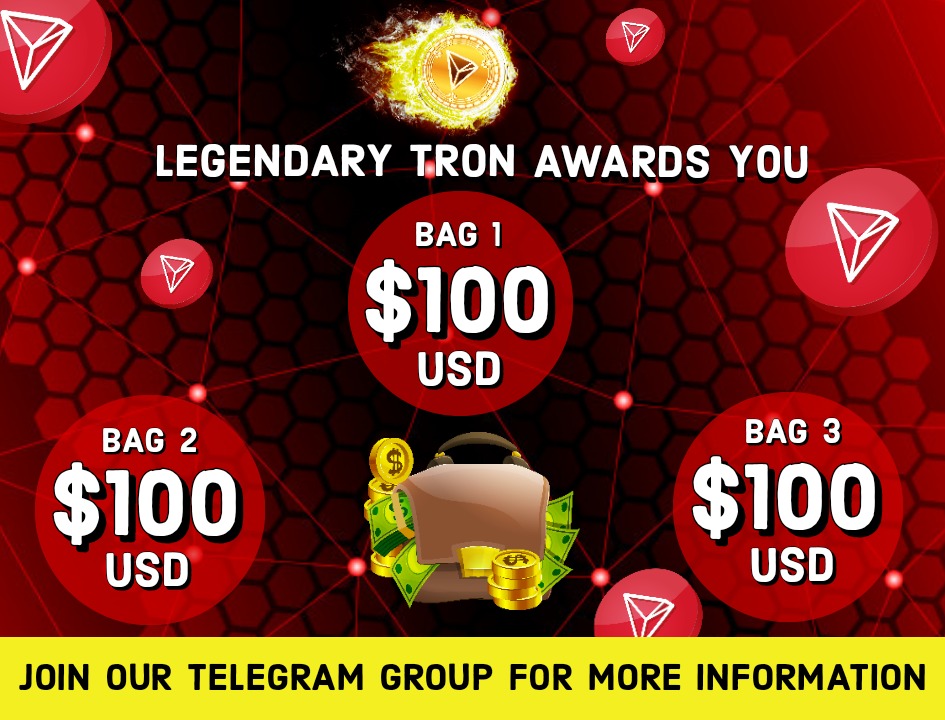 LEGENDARY TRON AWARDS YOU
BAG 1
$100
USD
BAG 2
$100
USD
BAG 3
$100
USD
$
$
JOIN OUR TELEGRAM GROUP FOR MORE INFORMATION